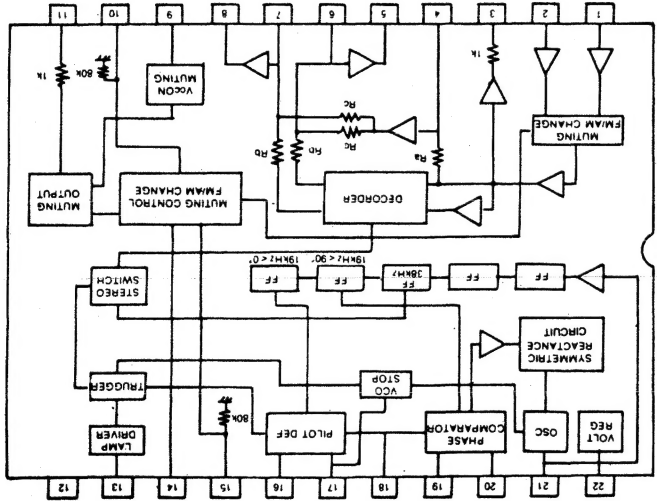 22 21 20 19 18 17 16 15 14 13 12
VOLT
REG
OSC
PHASE
COMPARATOR
PILOT DEF
80k
LAMP
DRIVER
VCO
STOP
TRUGGER
SYMMETRIC
REACTANCE
CIRCUIT
STEREO
SWITCH
FF
FF
FF
38kHz
FF
19kHz<90°
FF
19kHz<0°
DECORDER
MUTING CONTROL
FM/AM CHANGE
MUTING
OUTPUT
Ra
Rb
Rb
Rc
Rc
MUTING
FM/AM CHANGE
VccON
MUTING
1k
80k
1k
1 2 3 4 5 6 7 8 9 10 11